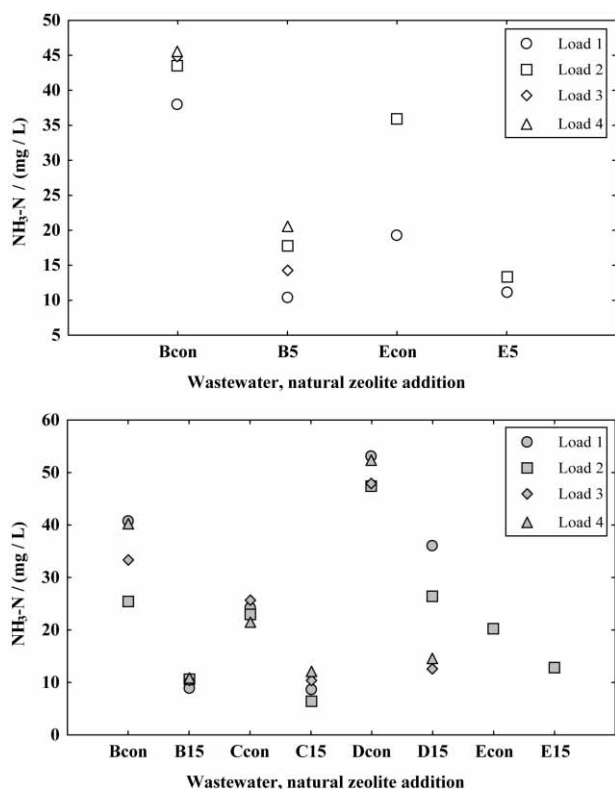 50
45
40
35
30
25
20
15
10
5
NH₃-N / (mg / L)
Load 1
Load 2
Load 3
Load 4
Bcon B5 Econ E5
Wastewater, natural zeolite addition
60
50
40
30
20
10
0
NH₃-N / (mg / L)
Load 1
Load 2
Load 3
Load 4
Bcon B15 Ccon C15 Dcon D15 Econ E15
Wastewater, natural zeolite addition